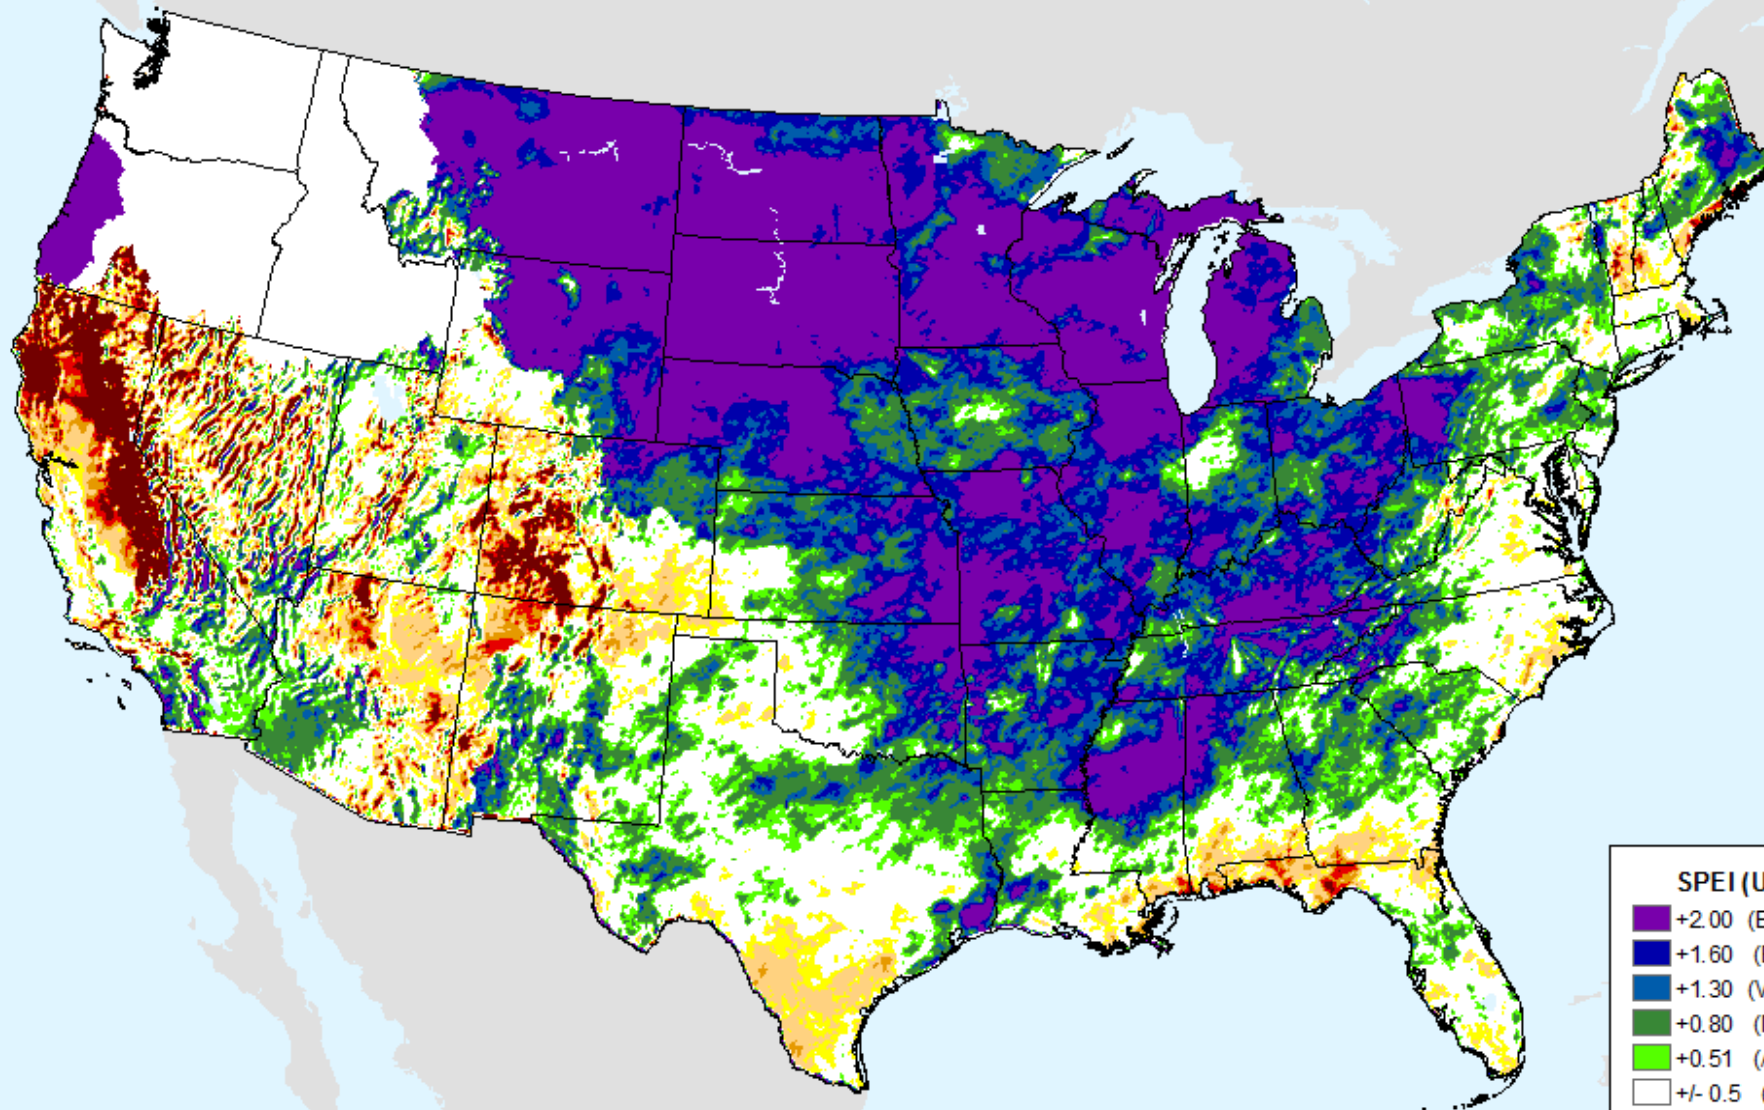 SPEI (U
+2.00 (E
+1.60 (
+1.30 (V
+0.80 (
+0.51 (
+/- 0.5 (